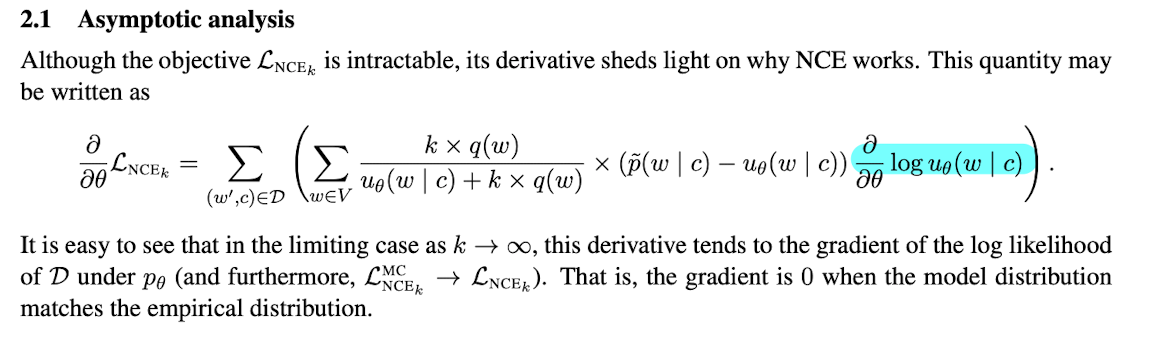 2.1 Asymptotic analysis
Although the objective ℒ_NCE_k is intractable, its derivative sheds light on why NCE works. This quantity may
be written as
∂/∂θ ℒ_NCE_k = ∑_{(w′,c)∈𝒟} ( ∑_{w∈V} (k × q(w)) / (u_θ(w | c) + k × q(w)) × (p̃(w | c) − u_θ(w | c)) ∂/∂θ log u_θ(w | c) ) .
It is easy to see that in the limiting case as k → ∞, this derivative tends to the gradient of the log likelihood
of 𝒟 under p_θ (and furthermore, ℒ^MC_NCE_k → ℒ_NCE_k). That is, the gradient is 0 when the model distribution
matches the empirical distribution.